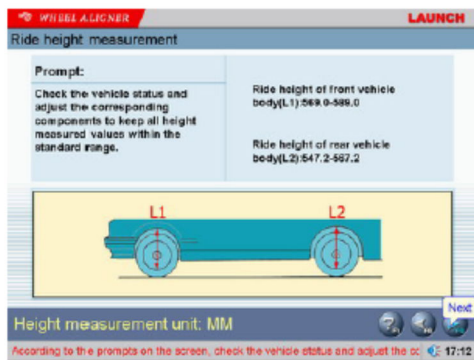 WHEEL ALIGNER
LAUNCH
Ride height measurement
Prompt:
Check the vehicle status and
adjust the corresponding
components to keep all height
measured values within the
standard range.
Ride height of front vehicle
body(L1):569.0-589.0
Ride height of rear vehicle
body(L2):547.2-567.2
L1
L2
Next
Height measurement unit: MM
According to the prompts on the screen, check the vehicle status and adjust the cc
17:12